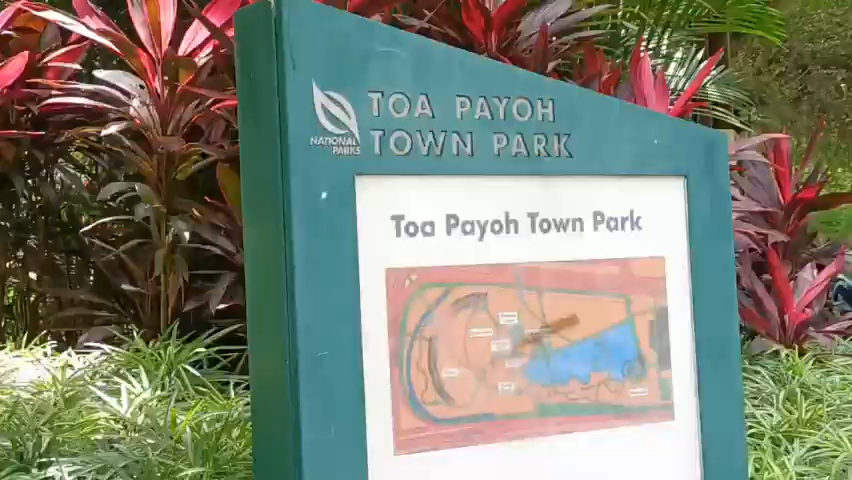 TOA PAYOH
TOWN PARK
NATIONAL
PARKS
Toa Payoh Town Park